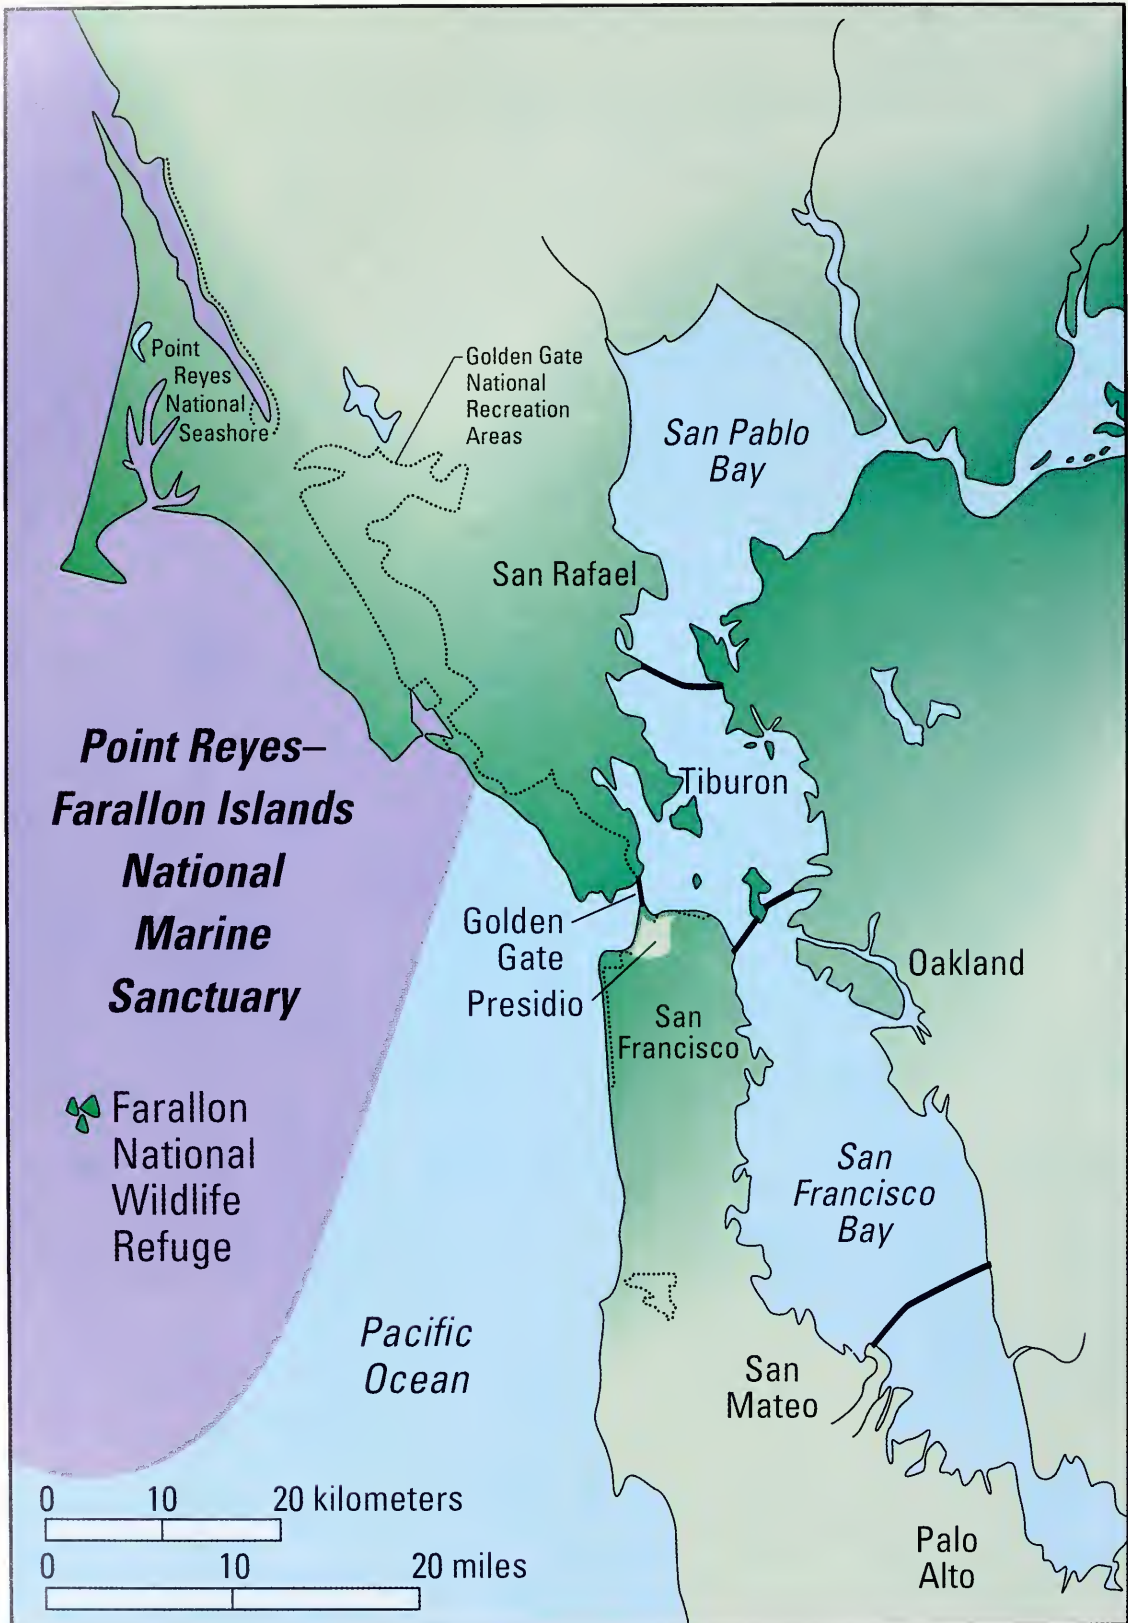 Point
Reyes
National
Seashore
Golden Gate
National
Recreation
Areas
San Pablo
Bay
San Rafael
Point Reyes–
Farallon Islands
National
Marine
Sanctuary
Tiburon
Golden
Gate
Presidio
San
Francisco
Oakland
Farallon
National
Wildlife
Refuge
San
Francisco
Bay
Pacific
Ocean
San
Mateo
Palo
Alto
0 10 20 kilometers
0 10 20 miles